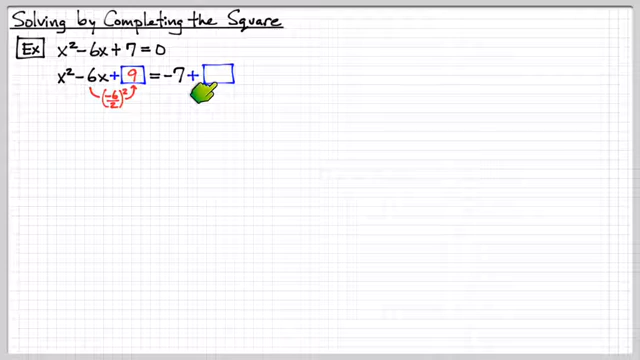 Solving by Completing the Square
Ex x² - 6x + 7 = 0
x² - 6x + 9 = -7 +
(-6/2)²